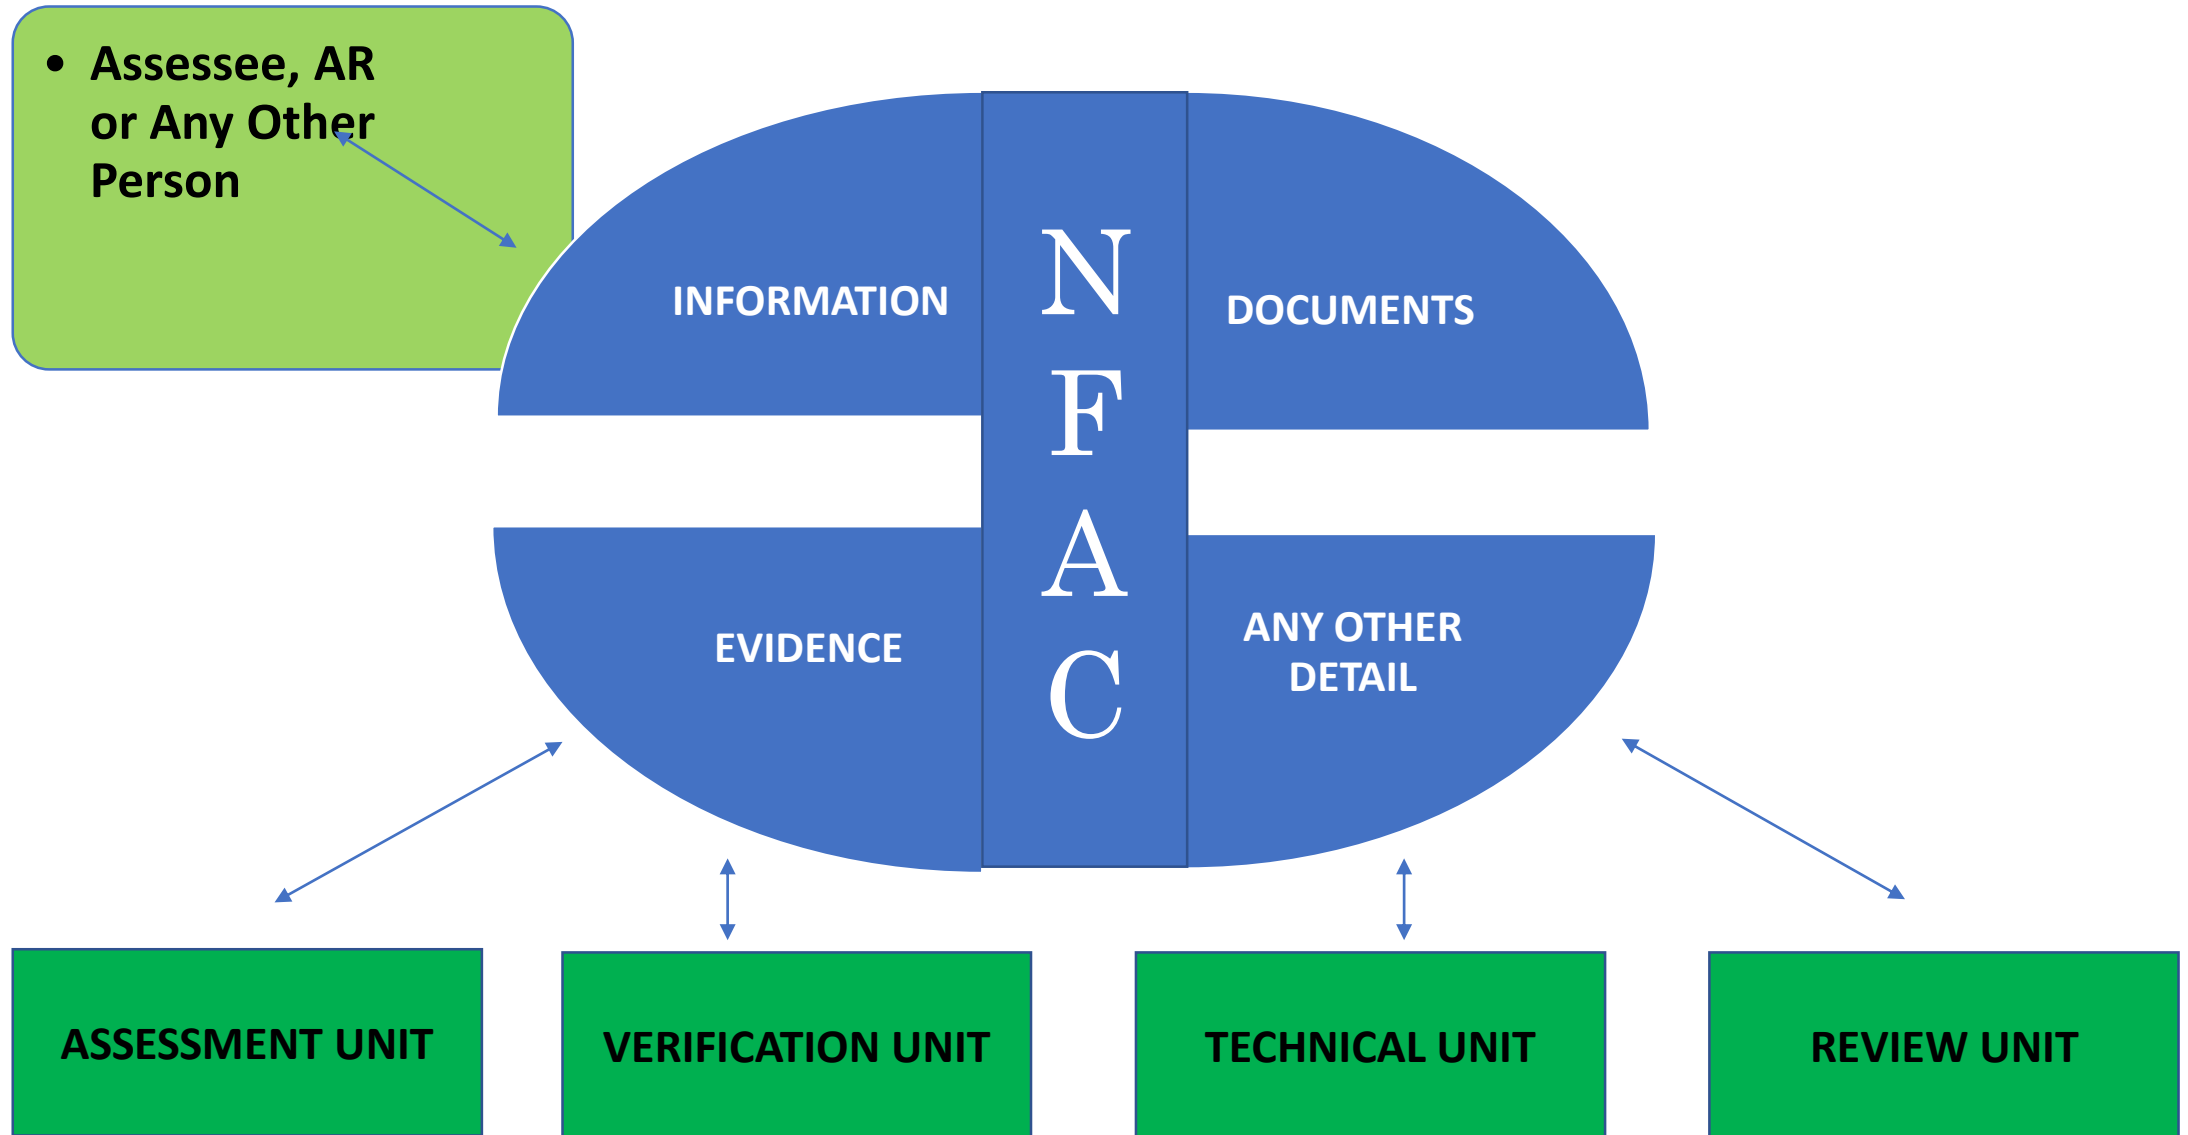 • Assessee, AR
or Any Other
Person
INFORMATION
DOCUMENTS
N
F
A
C
EVIDENCE
ANY OTHER
DETAIL
ASSESSMENT UNIT
VERIFICATION UNIT
TECHNICAL UNIT
REVIEW UNIT